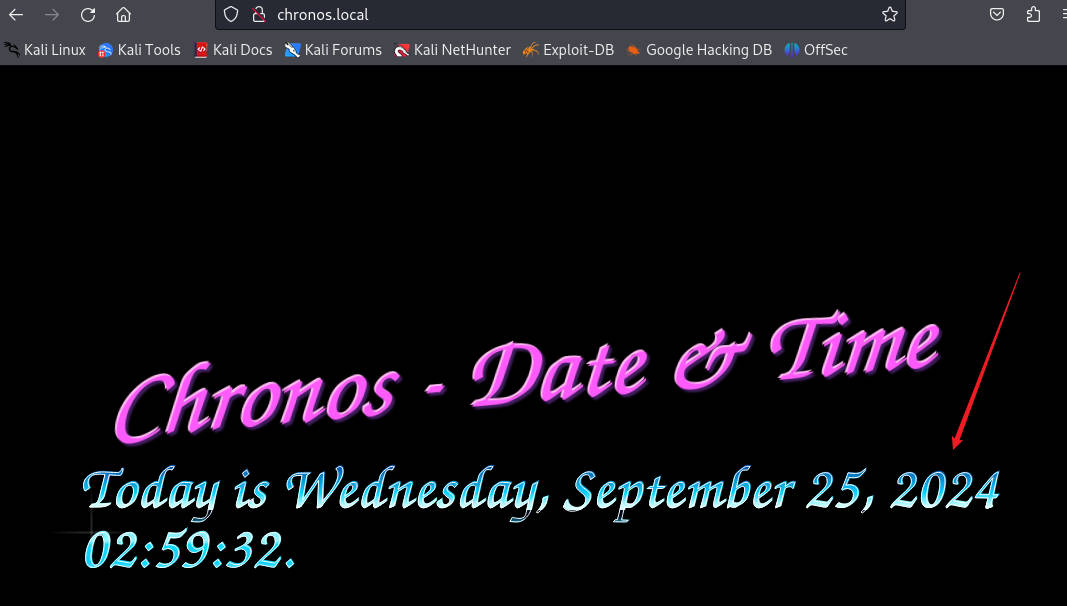 chronos.local
Kali Linux Kali Tools Kali Docs Kali Forums Kali NetHunter Exploit-DB Google Hacking DB OffSec
Chronos - Date & Time
Today is Wednesday, September 25, 2024
02:59:32.